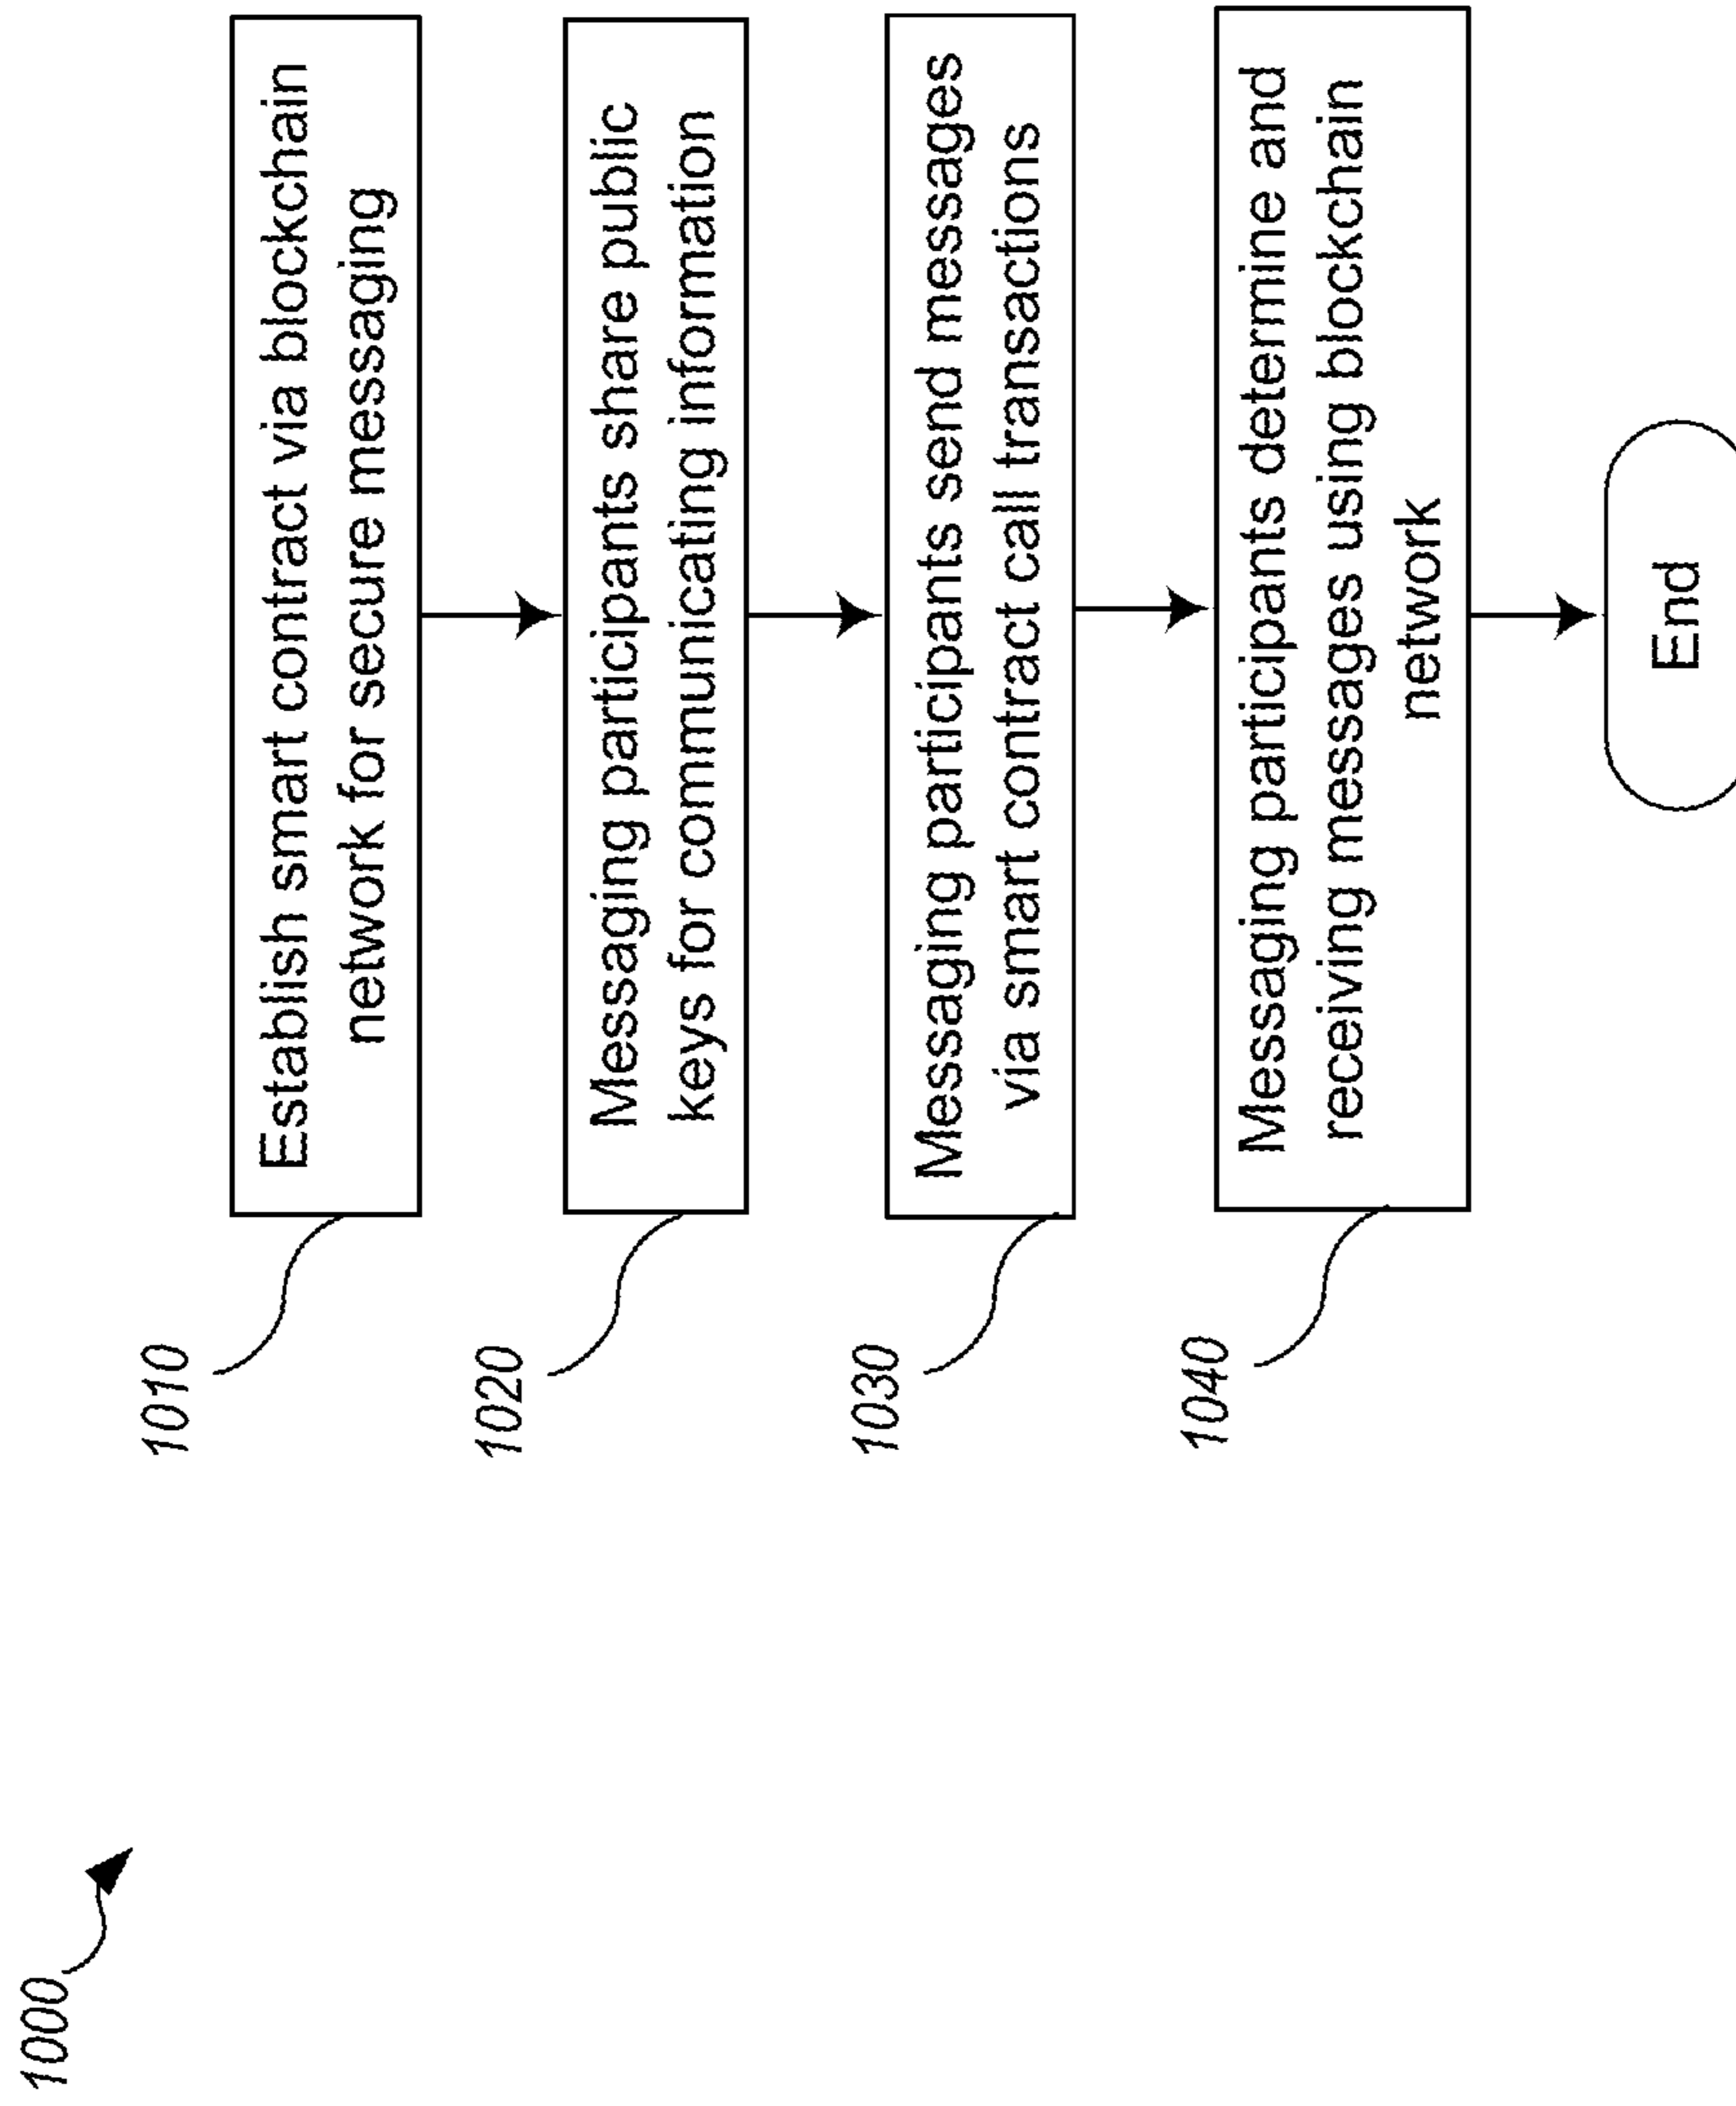 1000
1010
Establish smart contract via blockchain
network for secure messaging
1020
Messaging participants share public
keys for communicating information
1030
Messaging participants send messages
via smart contract call transactions
1040
Messaging participants determine and
receiving messages using blockchain
network
End